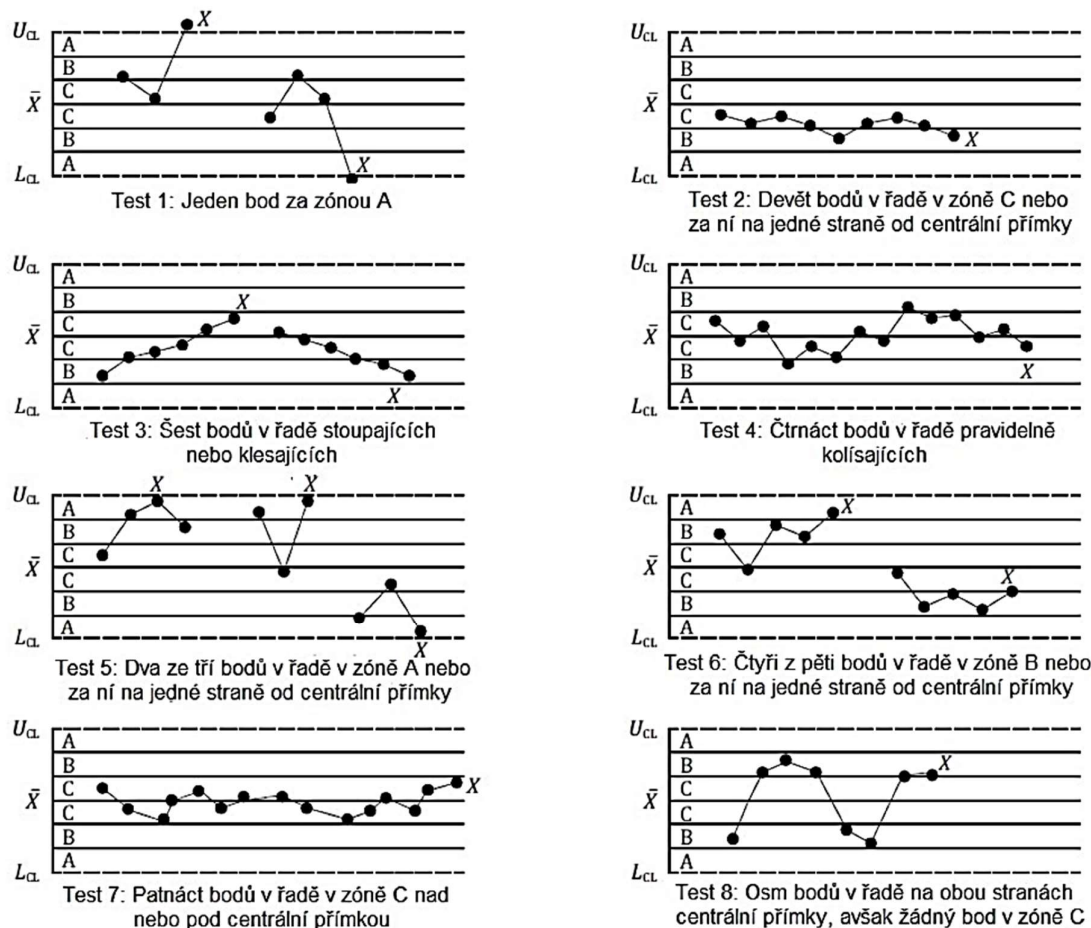 X
U_CL
A
B
C
X̄
C
B
A
L_CL
X
Test 1: Jeden bod za zónou A
U_CL
A
B
C
X̄
C
B
A
L_CL
X
Test 2: Devět bodů v řadě v zóně C nebo
za ní na jedné straně od centrální přímky
U_CL
A
B
C
X̄
C
B
A
L_CL
X
X
Test 3: Šest bodů v řadě stoupajících
nebo klesajících
U_CL
A
B
C
X̄
C
B
A
L_CL
X
Test 4: Čtrnáct bodů v řadě pravidelně
kolísajících
X
X
U_CL
A
B
C
X̄
C
B
A
L_CL
X
Test 5: Dva ze tří bodů v řadě v zóně A nebo
za ní na jedné straně od centrální přímky
U_CL
A
B
C
X̄
C
B
A
L_CL
X
X
Test 6: Čtyři z pěti bodů v řadě v zóně B nebo
za ní na jedné straně od centrální přímky
U_CL
A
B
C
X̄
C
B
A
L_CL
X
Test 7: Patnáct bodů v řadě v zóně C nad
nebo pod centrální přímkou
U_CL
A
B
C
X̄
C
B
A
L_CL
X
Test 8: Osm bodů v řadě na obou stranách
centrální přímky, avšak žádný bod v zóně C